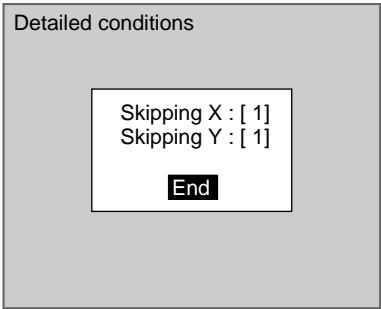 Detailed conditions
Skipping X : [ 1]
Skipping Y : [ 1]
End